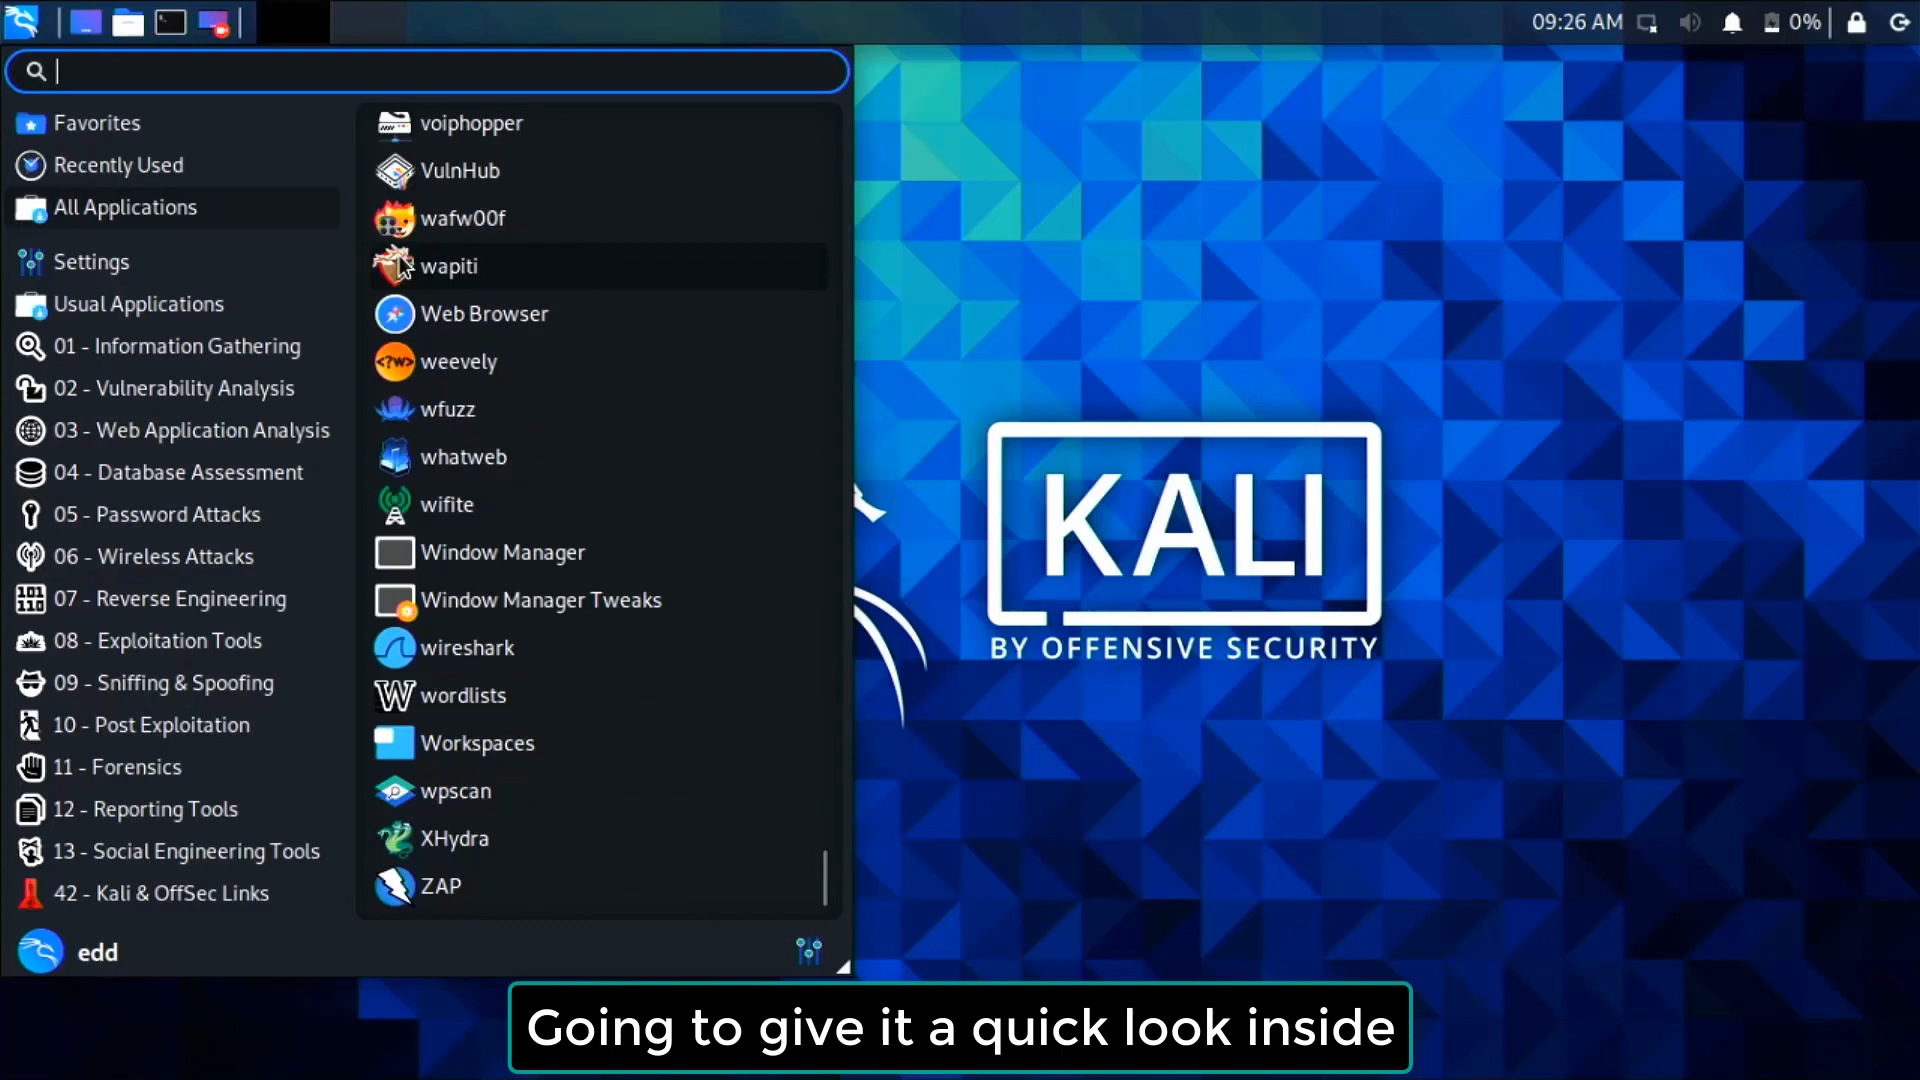 09:26 AM
0%
Favorites
Recently Used
All Applications
Settings
Usual Applications
01 - Information Gathering
02 - Vulnerability Analysis
03 - Web Application Analysis
04 - Database Assessment
05 - Password Attacks
06 - Wireless Attacks
07 - Reverse Engineering
08 - Exploitation Tools
09 - Sniffing & Spoofing
10 - Post Exploitation
11 - Forensics
12 - Reporting Tools
13 - Social Engineering Tools
42 - Kali & OffSec Links
voiphopper
VulnHub
wafw00f
wapiti
Web Browser
<?w> weevely
wfuzz
whatweb
wifite
Window Manager
Window Manager Tweaks
wireshark
W wordlists
Workspaces
wpscan
XHydra
ZAP
edd
KALI
BY OFFENSIVE SECURITY
Going to give it a quick look inside